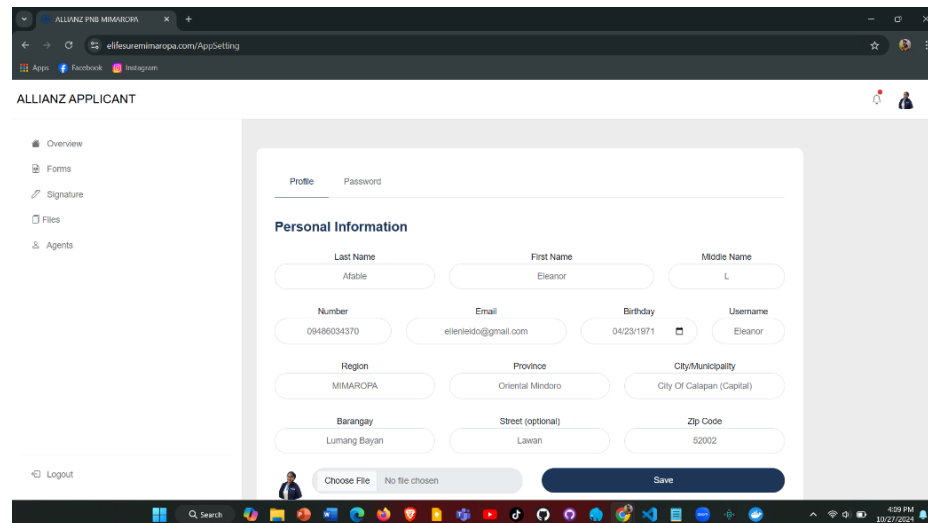 ALLIANZ PNB MIMAROPA
elifesuremimaropa.com/AppSetting
Apps Facebook Instagram
ALLIANZ APPLICANT
Overview
Forms
Signature
Files
Agents
Logout
Profile Password
Personal Information
Last Name First Name Middle Name
Afable Eleanor L
Number Email Birthday Username
09486034370 ellenleido@gmail.com 04/23/1971 Eleanor
Region Province City/Municipality
MIMAROPA Oriental Mindoro City Of Calapan (Capital)
Barangay Street (optional) Zip Code
Lumang Bayan Lawan 52002
Choose File No file chosen Save
Search
4:09 PM
10/27/2024